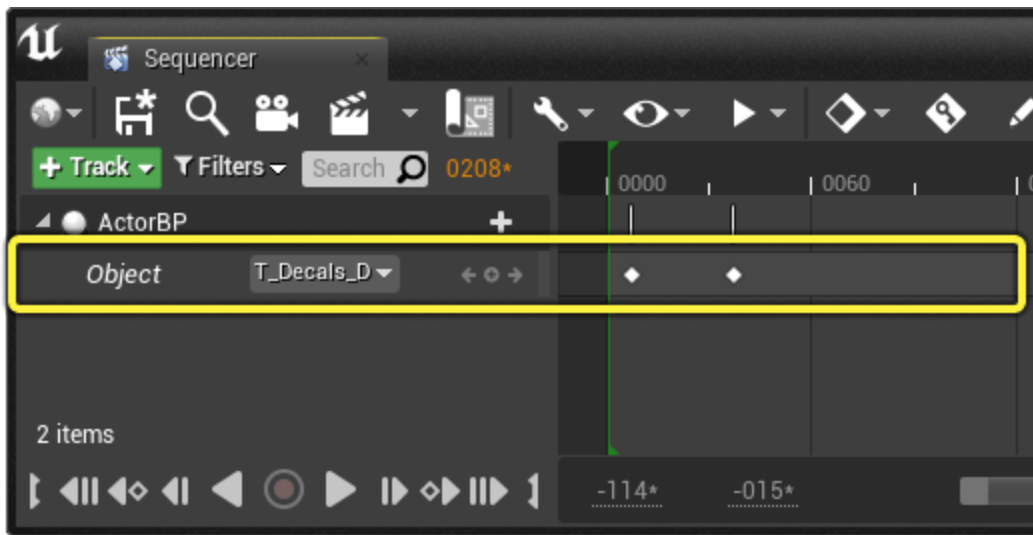 Sequencer
Track Filters Search 0208*
0000 0060
ActorBP
Object T_Decals_D
2 items
-114* -015*